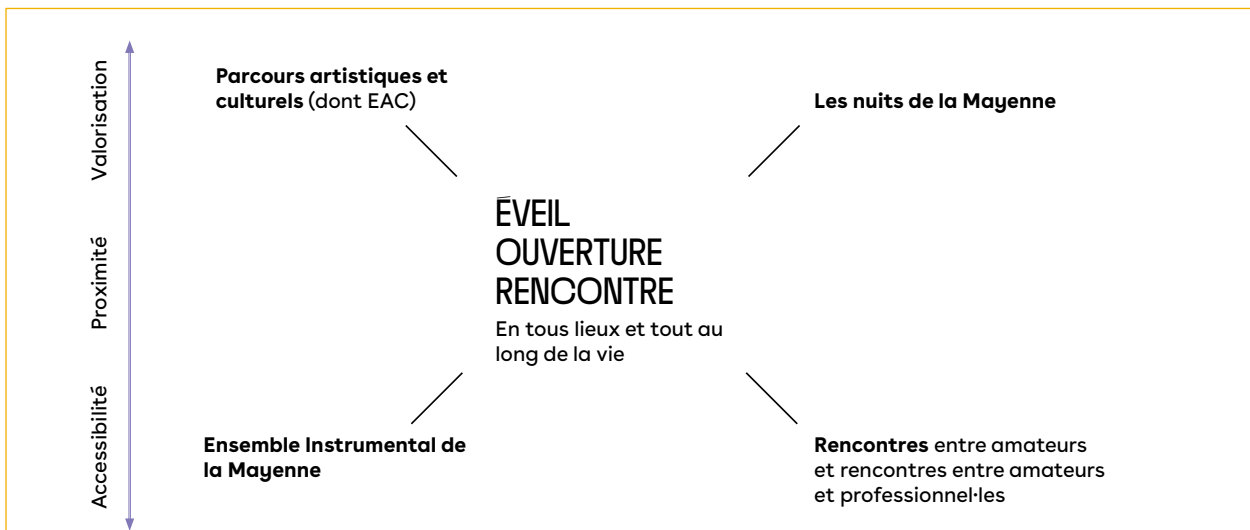 Valorisation
Proximité
Accessibilité
Parcours artistiques et
culturels (dont EAC)
Les nuits de la Mayenne
ÉVEIL
OUVERTURE
RENCONTRE
En tous lieux et tout au
long de la vie
Ensemble Instrumental de
la Mayenne
Rencontres entre amateurs
et rencontres entre amateurs
et professionnel·les